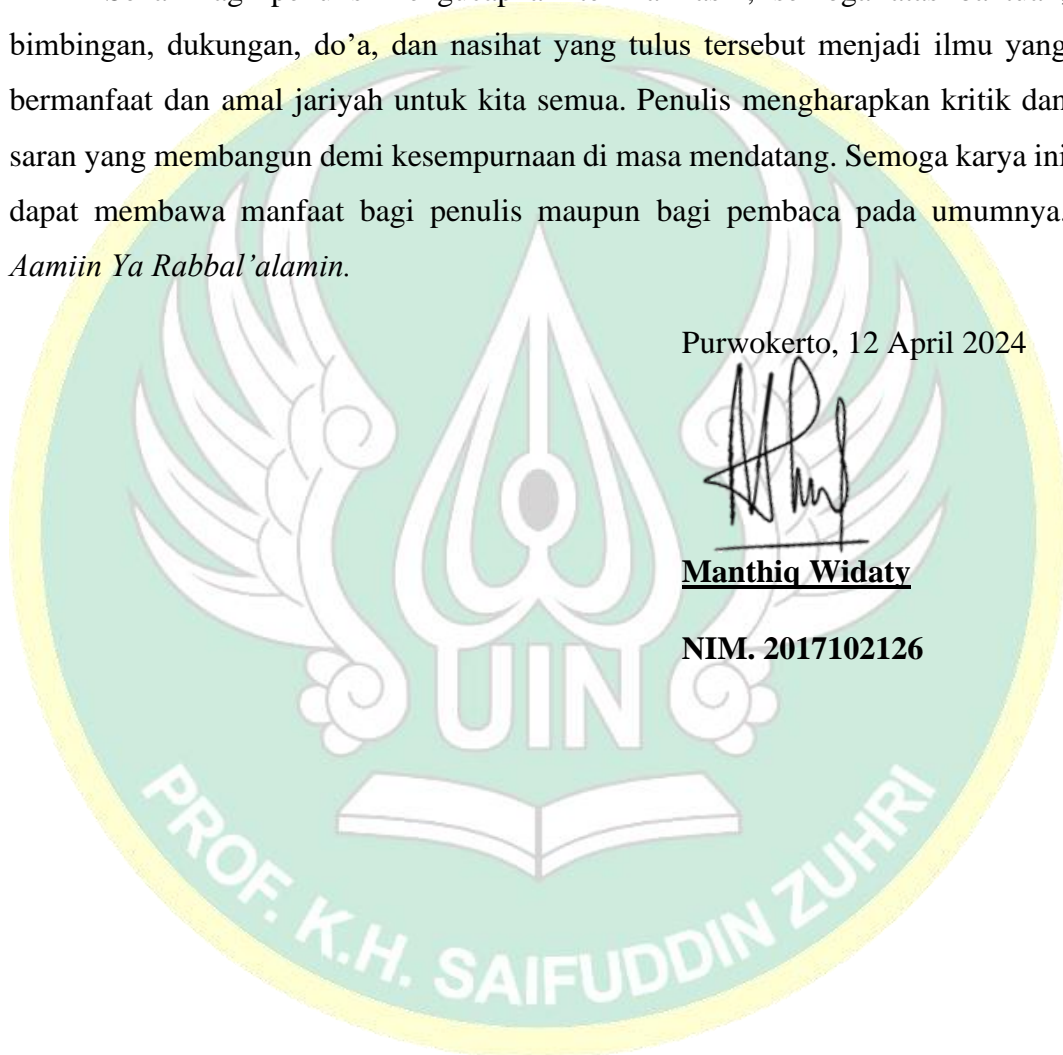 bimbingan, dukungan, do’a, dan nasihat yang tulus tersebut menjadi ilmu yang
bermanfaat dan amal jariyah untuk kita semua. Penulis mengharapkan kritik dan
saran yang membangun demi kesempurnaan di masa mendatang. Semoga karya ini
dapat membawa manfaat bagi penulis maupun bagi pembaca pada umumnya.
Aamiin Ya Rabbal’alamin.
Purwokerto, 12 April 2024
Manthiq Widaty
NIM. 2017102126
UIN
PROF. K.H. SAIFUDDIN ZUHRI